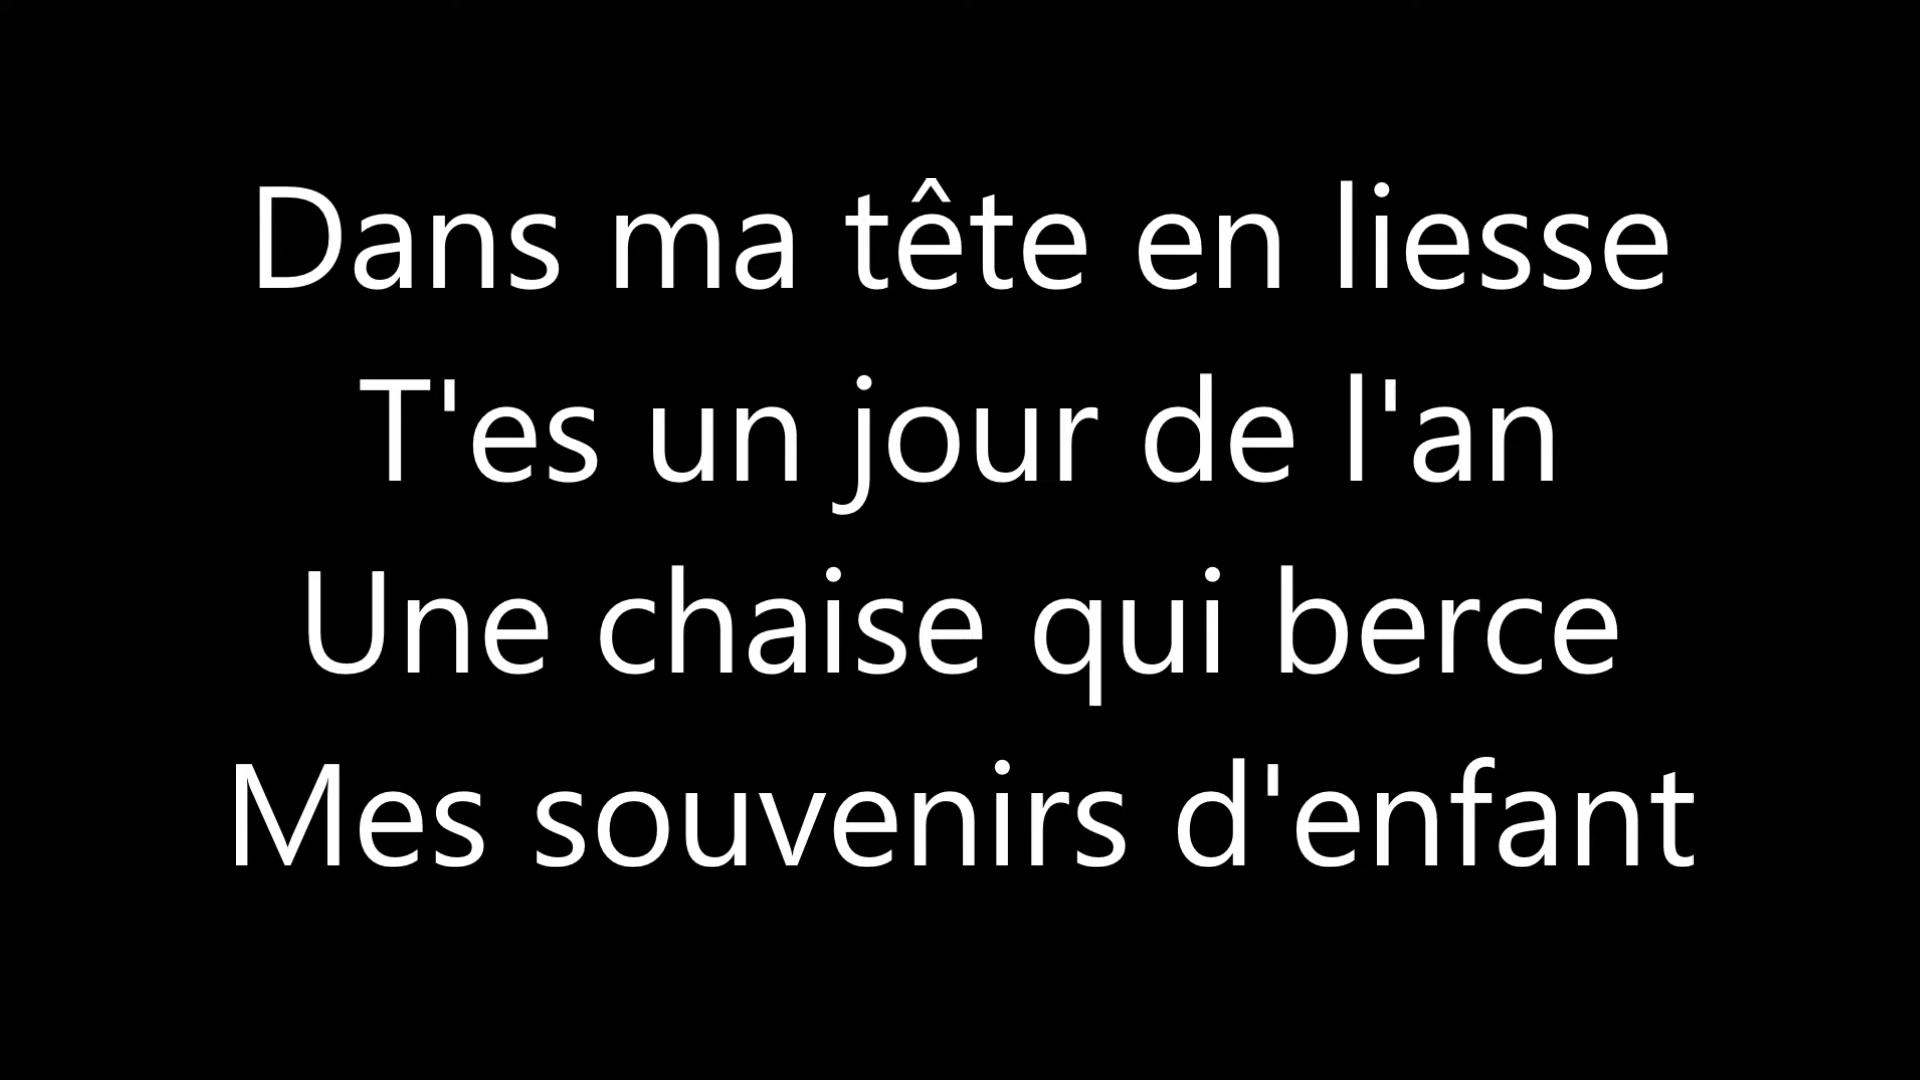 Dans ma tête en liesse
T'es un jour de l'an
Une chaise qui berce
Mes souvenirs d'enfant